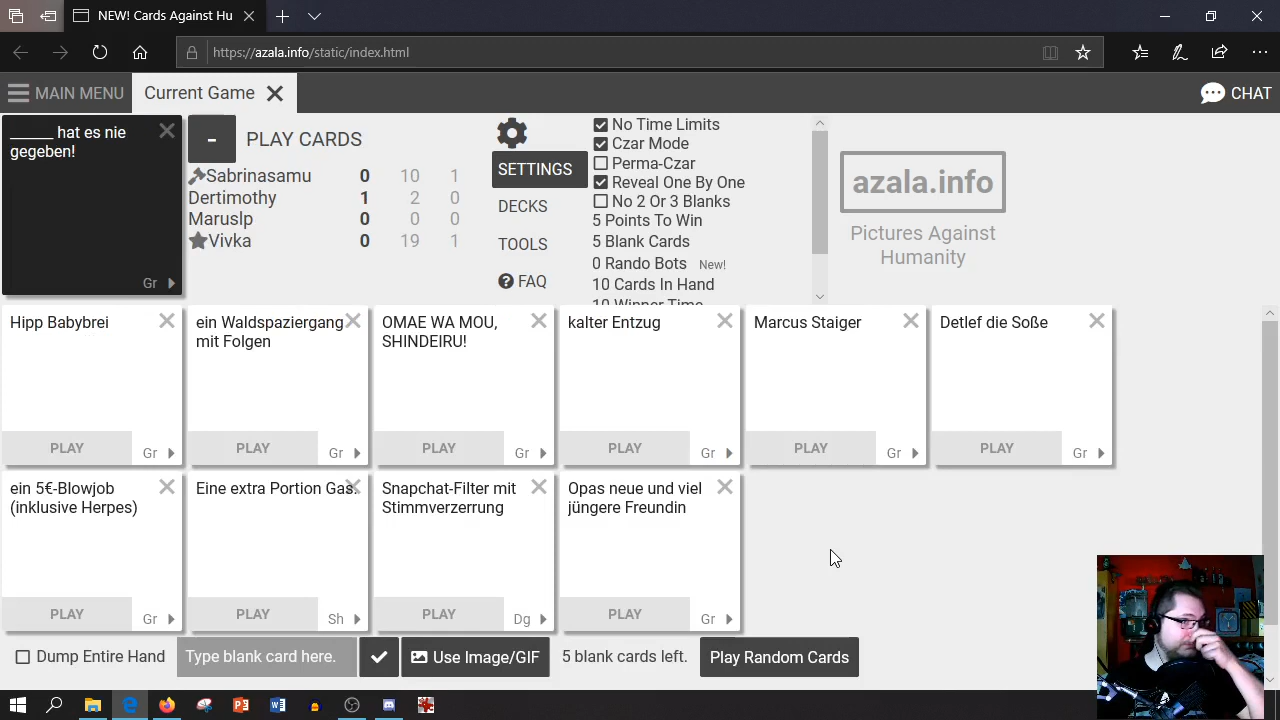 NEW! Cards Against Hu
https://azala.info/static/index.html
MAIN MENU
Current Game
CHAT
_____ hat es nie
gegeben!
Gr
-
PLAY CARDS
Sabrinasamu 0 10 1
Dertimothy 1 2 0
Maruslp 0 0 0
Vivka 0 19 1
SETTINGS
DECKS
TOOLS
FAQ
No Time Limits
Czar Mode
Perma-Czar
Reveal One By One
No 2 Or 3 Blanks
5 Points To Win
5 Blank Cards
0 Rando Bots New!
10 Cards In Hand
10 Winner Time
azala.info
Pictures Against
Humanity
Hipp Babybrei
PLAY Gr
ein Waldspaziergang
mit Folgen
PLAY Gr
OMAE WA MOU,
SHINDEIRU!
PLAY Gr
kalter Entzug
PLAY Gr
Marcus Staiger
PLAY Gr
Detlef die Soße
PLAY Gr
ein 5€-Blowjob
(inklusive Herpes)
PLAY Gr
Eine extra Portion Gas.
PLAY Sh
Snapchat-Filter mit
Stimmverzerrung
PLAY Dg
Opas neue und viel
jüngere Freundin
PLAY Gr
Dump Entire Hand
Type blank card here.
Use Image/GIF
5 blank cards left.
Play Random Cards